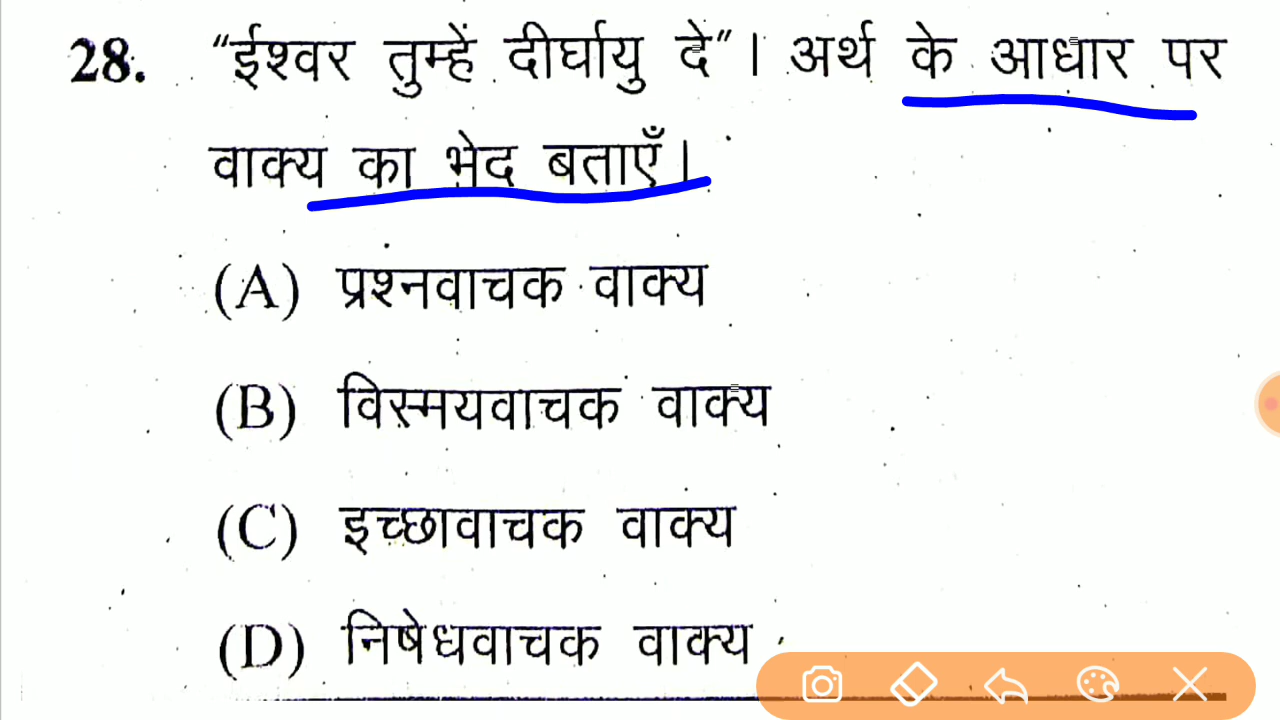 28. “ईश्वर तुम्हें दीर्घायु दे”। अर्थ के आधार पर
वाक्य का भेद बताएँ।
(A) प्रश्नवाचक वाक्य
(B) विस्मयवाचक वाक्य
(C) इच्छावाचक वाक्य
(D) निषेधवाचक वाक्य